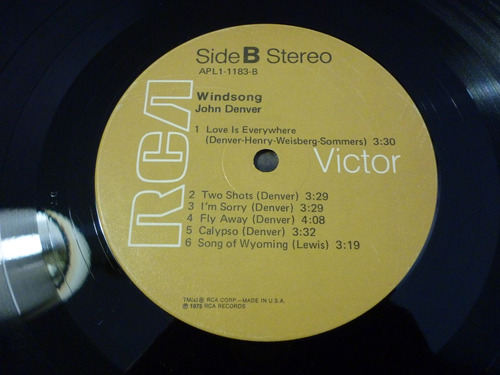 Side B Stereo
APL1-1183-B
RCA
Windsong
John Denver
1 Love Is Everywhere
(Denver-Henry-Weisberg-Sommers) 3:30
Victor
2 Two Shots (Denver) 3:29
3 I'm Sorry (Denver) 3:29
4 Fly Away (Denver) 4:08
5 Calypso (Denver) 3:32
6 Song of Wyoming (Lewis) 3:19
TM(s) ® RCA CORP.—MADE IN U.S.A.
℗ 1975 RCA RECORDS